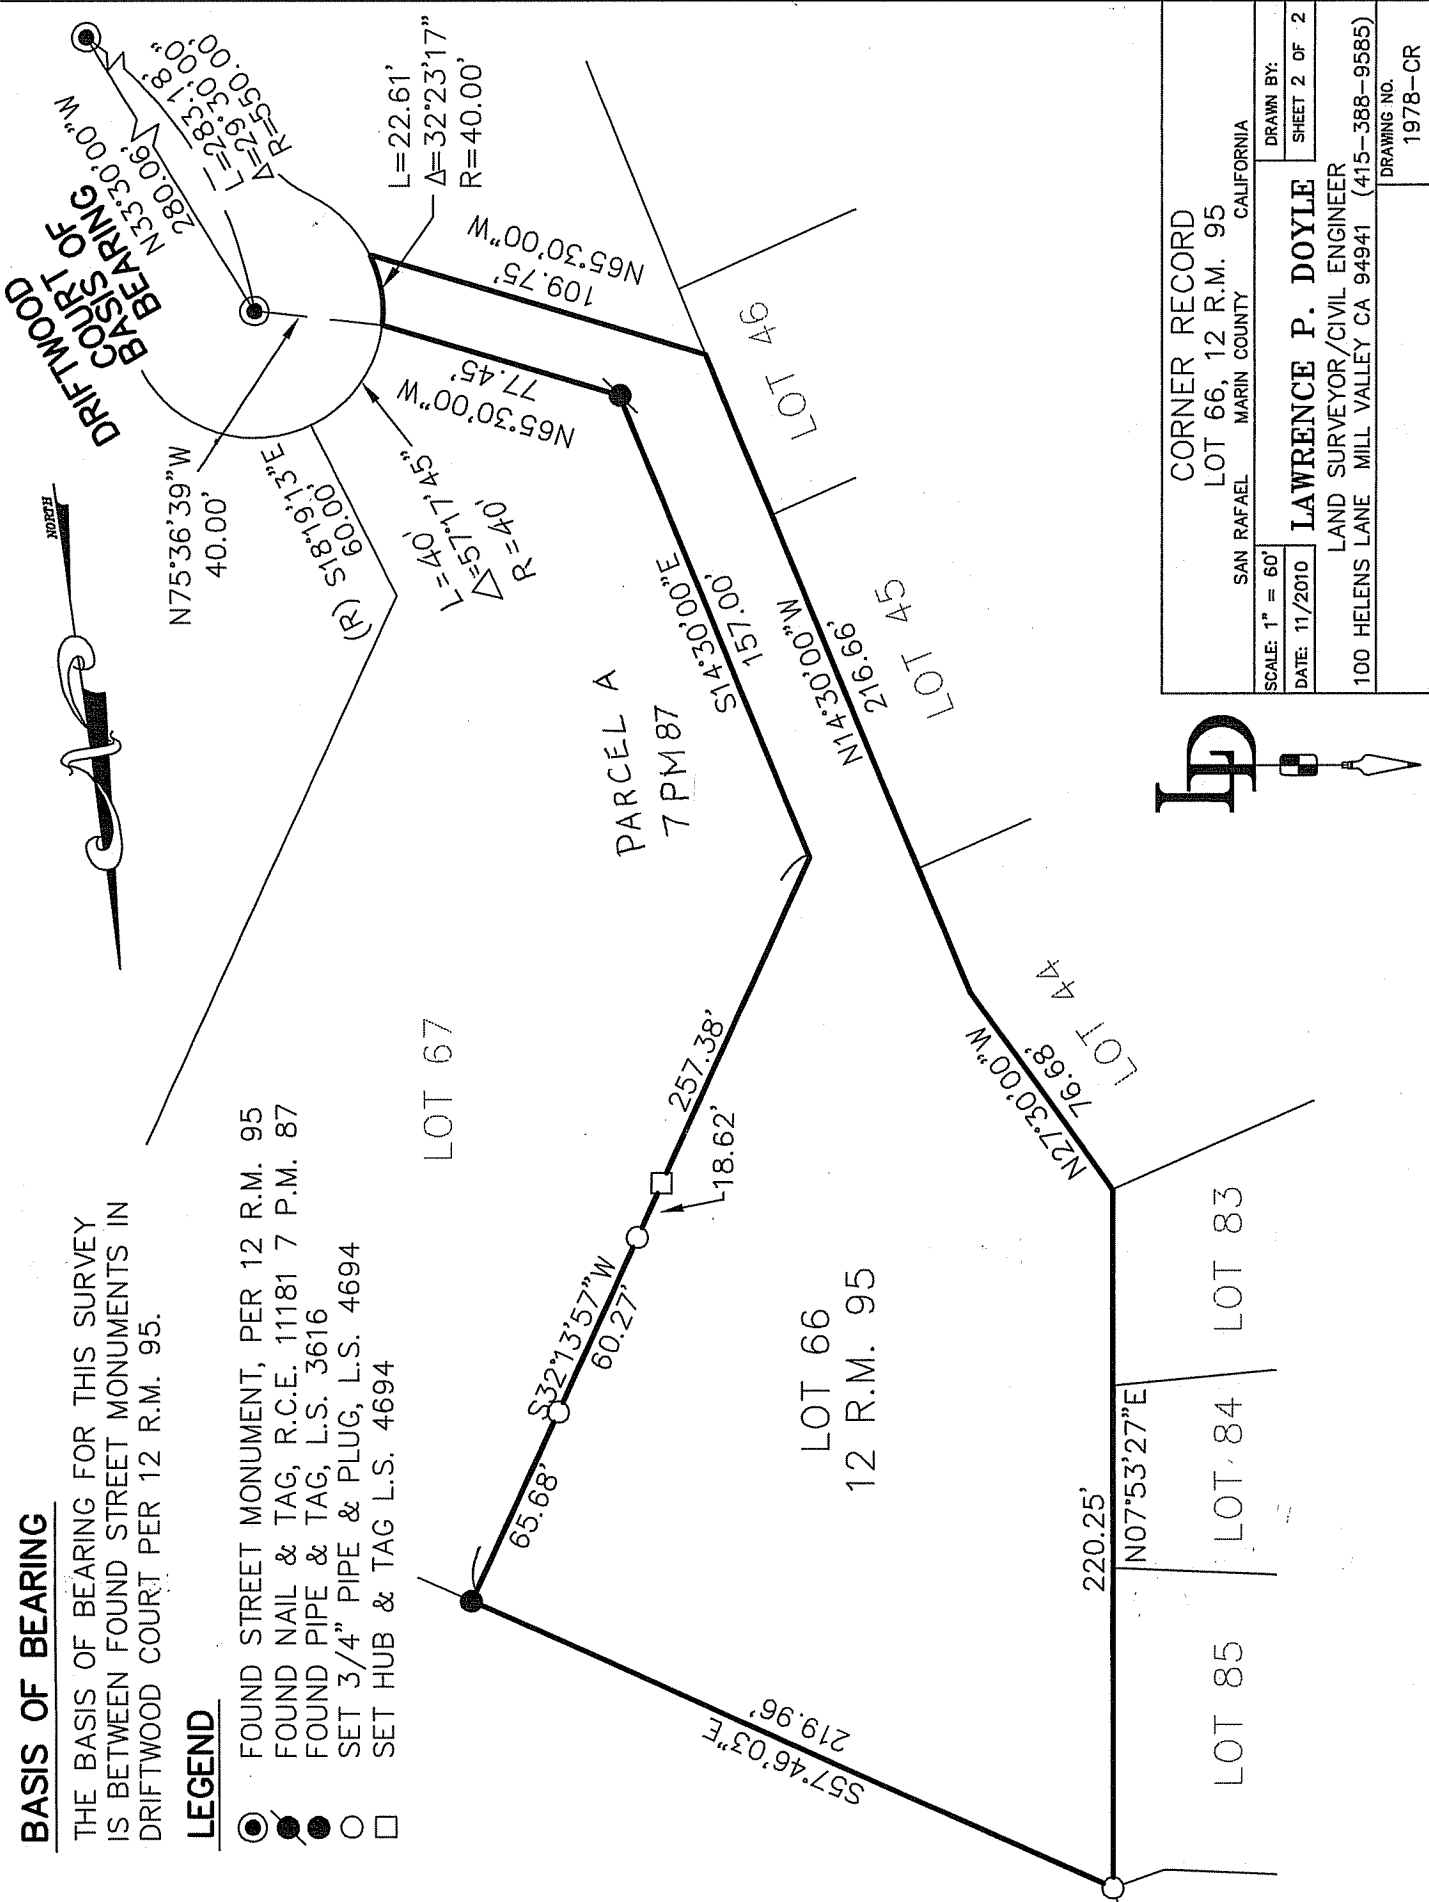 BASIS OF BEARING
THE BASIS OF BEARING FOR THIS SURVEY
IS BETWEEN FOUND STREET MONUMENTS IN
DRIFTWOOD COURT PER 12 R.M. 95.
LEGEND
FOUND STREET MONUMENT, PER 12 R.M. 95
FOUND NAIL & TAG, R.C.E. 11181 7 P.M. 87
FOUND PIPE & TAG, L.S. 3616
SET 3/4" PIPE & PLUG, L.S. 4694
SET HUB & TAG L.S. 4694
NORTH
DRIFTWOOD
COURT OF
BASIS OF
BEARING
N33°30'00"W
280.06'
L=283.18'
Δ=29°30'00"
R=550.00'
L=22.61'
Δ=32°23'17"
R=40.00'
N75°36'39"W
40.00'
(R) S18°19'13"E
60.00'
L=40'
Δ=57°17'45"
R=40'
N65°30'00"W
77.45'
N65°30'00"W
109.75'
LOT 46
S14°30'00"E
157.00'
PARCEL A
7 PM 87
N14°30'00"W
216.66'
LOT 45
LOT 67
257.38'
18.62'
S32°13'57"W
60.27'
65.68'
N27°30'00"W
76.68'
LOT 44
LOT 66
12 R.M. 95
S57°46'03"E
219.96'
220.25'
N07°53'27"E
LOT 85
LOT 84
LOT 83
LD
CORNER RECORD
LOT 66, 12 R.M. 95
SAN RAFAEL MARIN COUNTY CALIFORNIA
SCALE: 1" = 60'
DRAWN BY:
DATE: 11/2010
LAWRENCE P. DOYLE
SHEET 2 OF 2
LAND SURVEYOR/CIVIL ENGINEER
100 HELENS LANE MILL VALLEY CA 94941 (415-388-9585)
DRAWING NO.
1978-CR